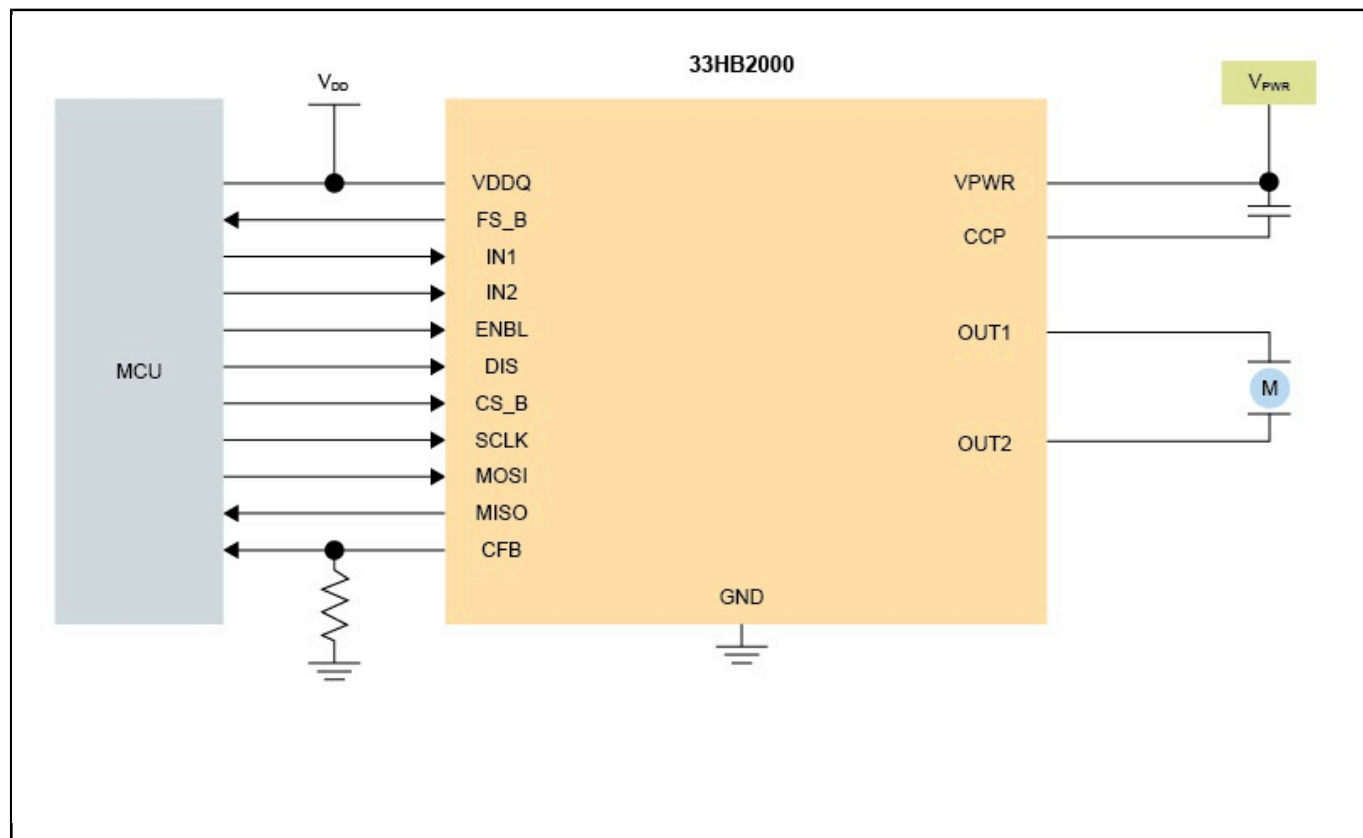 33HB2000
V_DD
V_PWR
MCU
VDDQ
FS_B
IN1
IN2
ENBL
DIS
CS_B
SCLK
MOSI
MISO
CFB
VPWR
CCP
OUT1
M
OUT2
GND